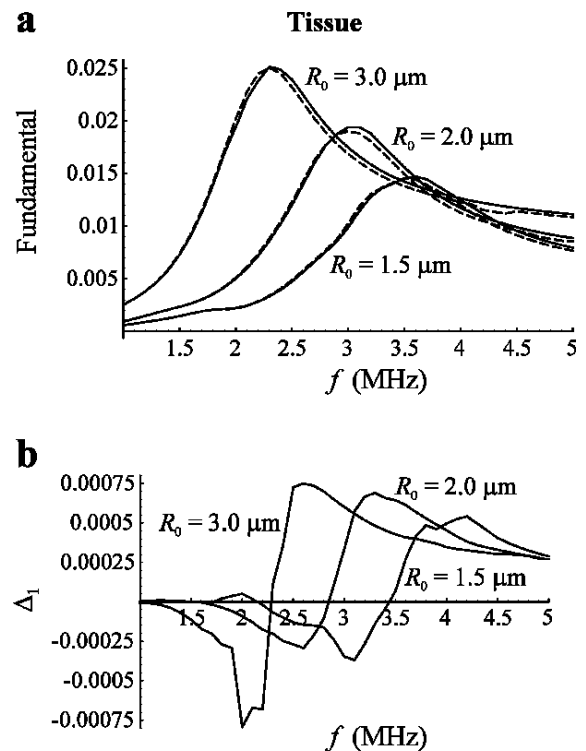 a
Tissue
0.025
0.02
0.015
0.01
0.005
Fundamental
R₀ = 3.0 μm
R₀ = 2.0 μm
R₀ = 1.5 μm
1.5 2 2.5 3 3.5 4 4.5 5
f (MHz)
b
0.00075
0.0005
0.00025
-0.00025
-0.0005
-0.00075
Δ₁
R₀ = 3.0 μm
R₀ = 2.0 μm
R₀ = 1.5 μm
1.5 2 2.5 3 3.5 4 4.5 5
f (MHz)